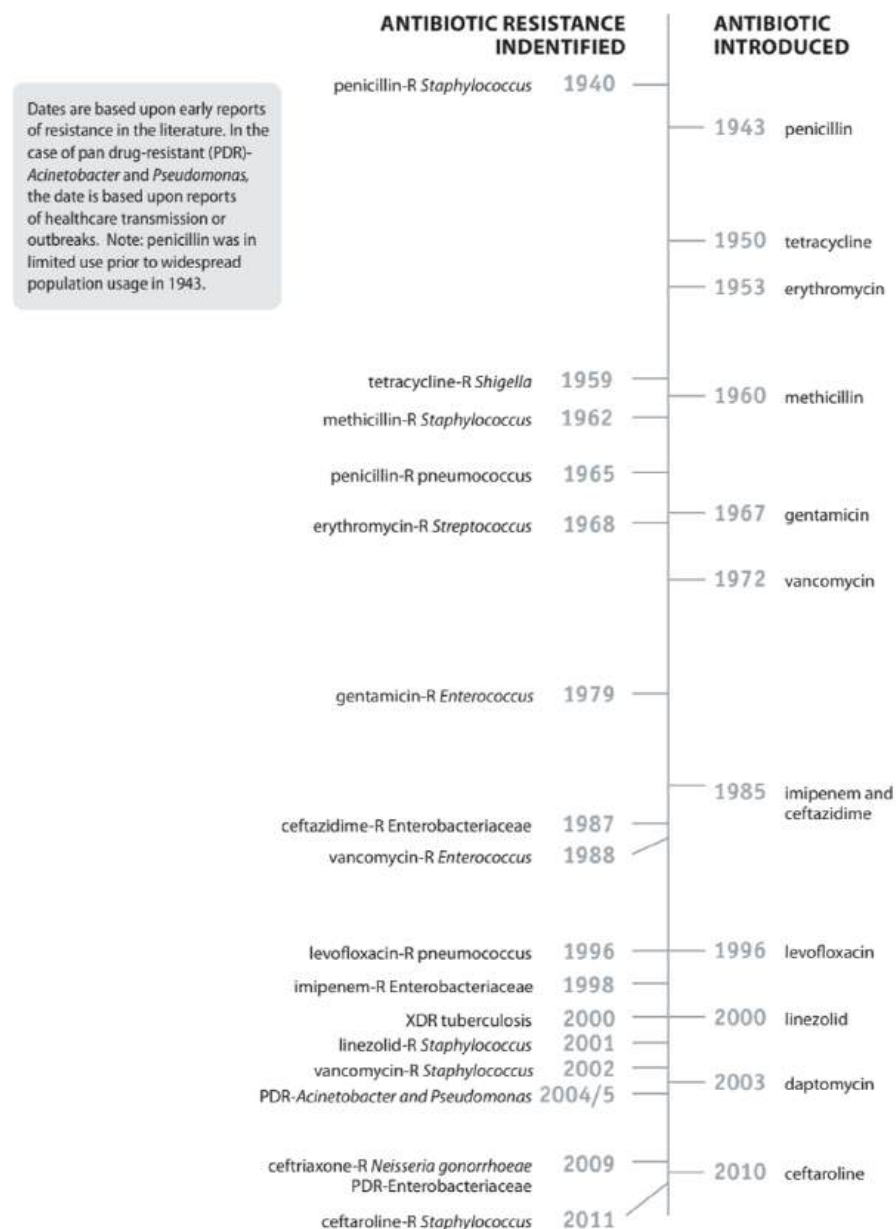 ANTIBIOTIC RESISTANCE
INDENTIFIED
ANTIBIOTIC
INTRODUCED
Dates are based upon early reports
of resistance in the literature. In the
case of pan drug-resistant (PDR)-
Acinetobacter and Pseudomonas,
the date is based upon reports
of healthcare transmission or
outbreaks. Note: penicillin was in
limited use prior to widespread
population usage in 1943.
penicillin-R Staphylococcus 1940
1943 penicillin
1950 tetracycline
1953 erythromycin
tetracycline-R Shigella 1959
1960 methicillin
methicillin-R Staphylococcus 1962
penicillin-R pneumococcus 1965
1967 gentamicin
erythromycin-R Streptococcus 1968
1972 vancomycin
gentamicin-R Enterococcus 1979
1985 imipenem and
ceftazidime
ceftazidime-R Enterobacteriaceae 1987
vancomycin-R Enterococcus 1988
levofloxacin-R pneumococcus 1996
1996 levofloxacin
imipenem-R Enterobacteriaceae 1998
XDR tuberculosis 2000
2000 linezolid
linezolid-R Staphylococcus 2001
vancomycin-R Staphylococcus 2002
2003 daptomycin
PDR-Acinetobacter and Pseudomonas 2004/5
ceftriaxone-R Neisseria gonorrhoeae 2009
PDR-Enterobacteriaceae
2010 ceftaroline
ceftaroline-R Staphylococcus 2011